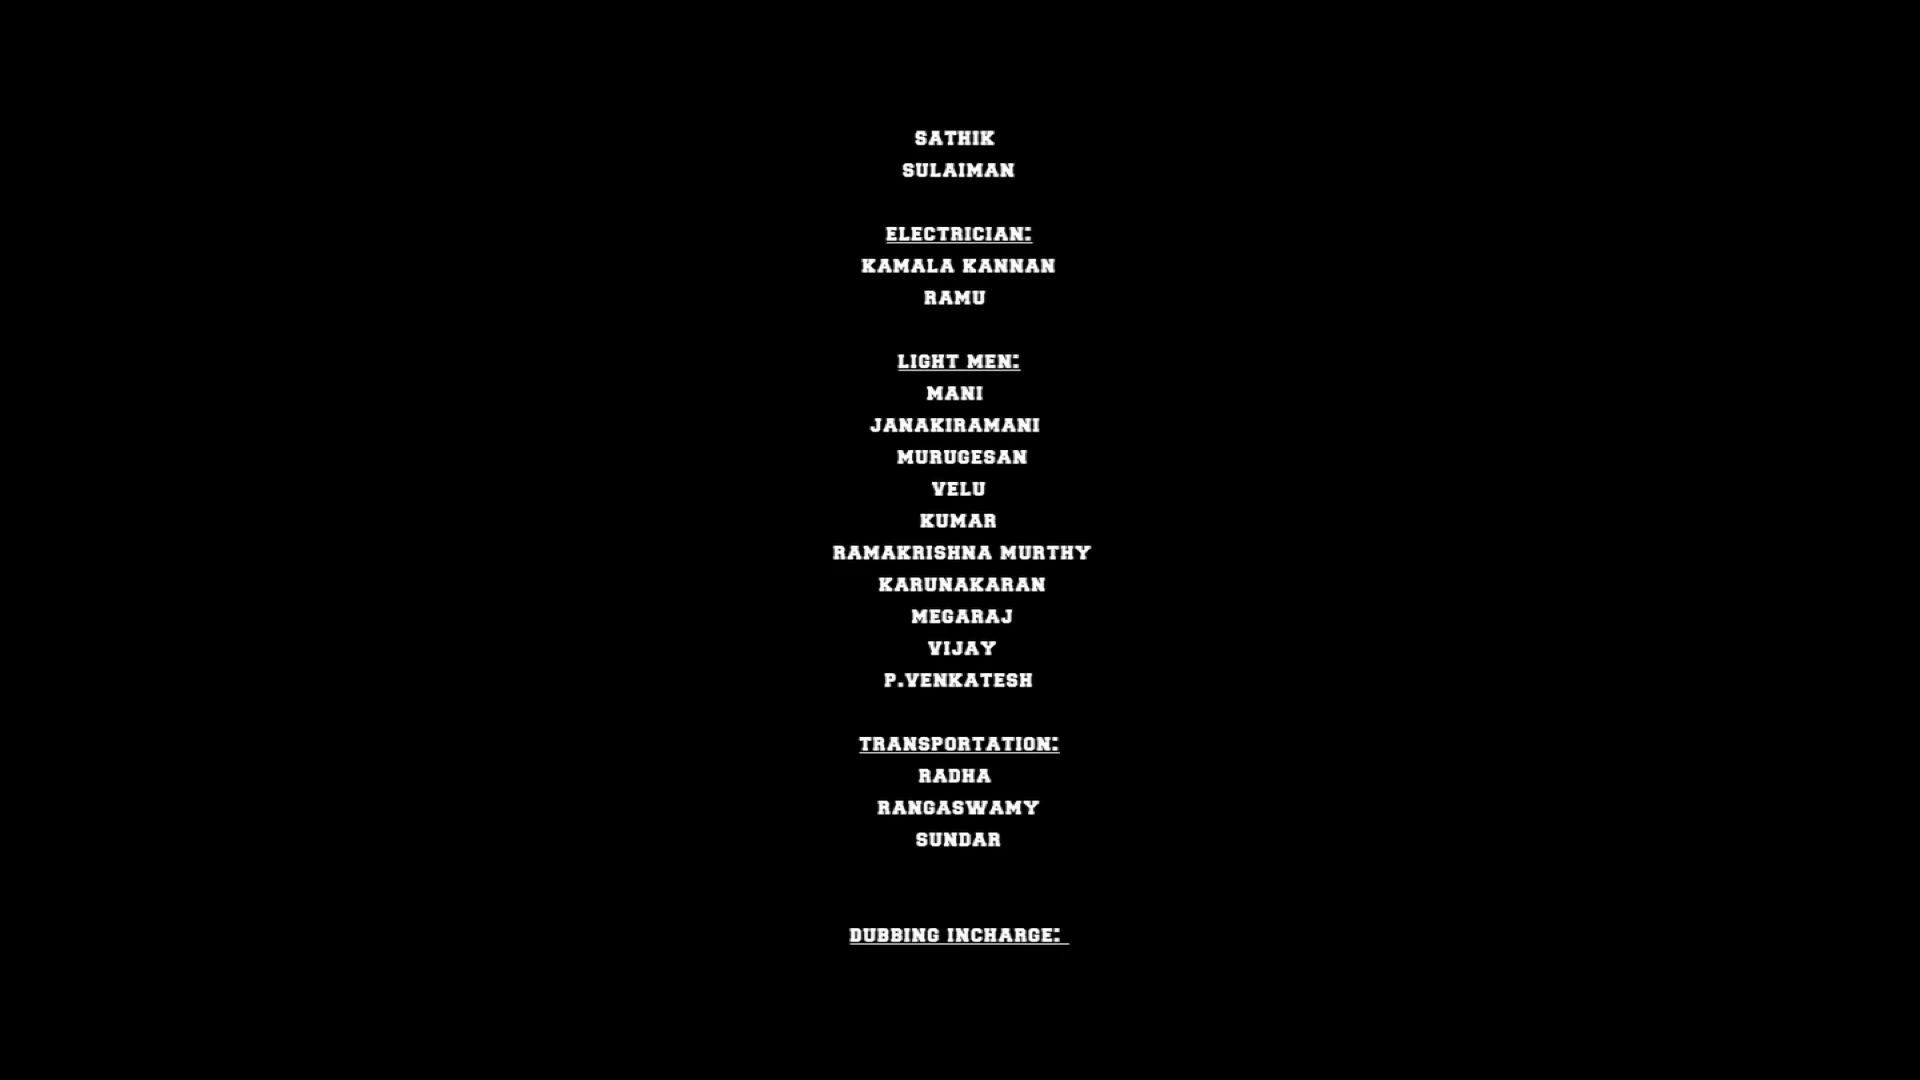 SATHIK
SULAIMAN
ELECTRICIAN:
KAMALA KANNAN
RAMU
LIGHT MEN:
MANI
JANAKIRAMANI
MURUGESAN
VELU
KUMAR
RAMAKRISHNA MURTHY
KARUNAKARAN
MEGARAJ
VIJAY
P.VENKATESH
TRANSPORTATION:
RADHA
RANGASWAMY
SUNDAR
DUBBING INCHARGE: